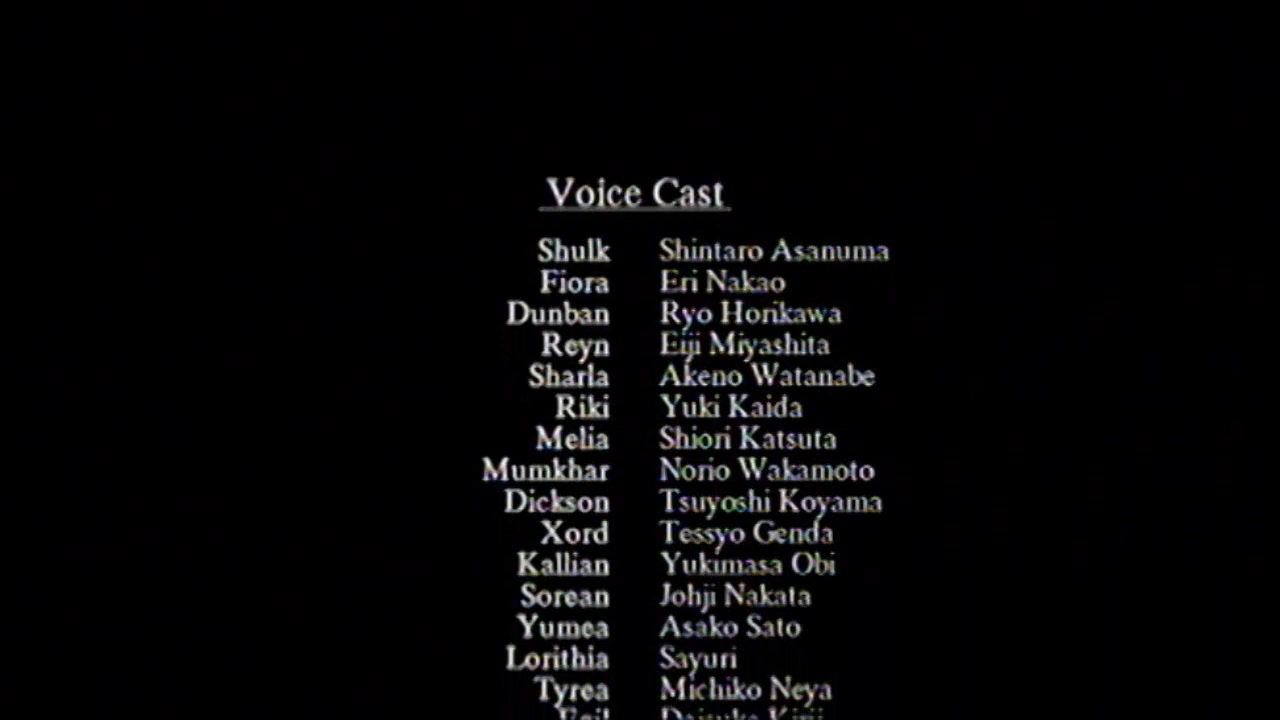 Voice Cast
Shulk Shintaro Asanuma
Fiora Eri Nakao
Dunban Ryo Horikawa
Reyn Eiji Miyashita
Sharla Akeno Watanabe
Riki Yuki Kaida
Melia Shiori Katsuta
Mumkhar Norio Wakamoto
Dickson Tsuyoshi Koyama
Xord Tessyo Genda
Kallian Yukimasa Obi
Sorean Johji Nakata
Yumea Asako Sato
Lorithia Sayuri
Tyrea Michiko Neya